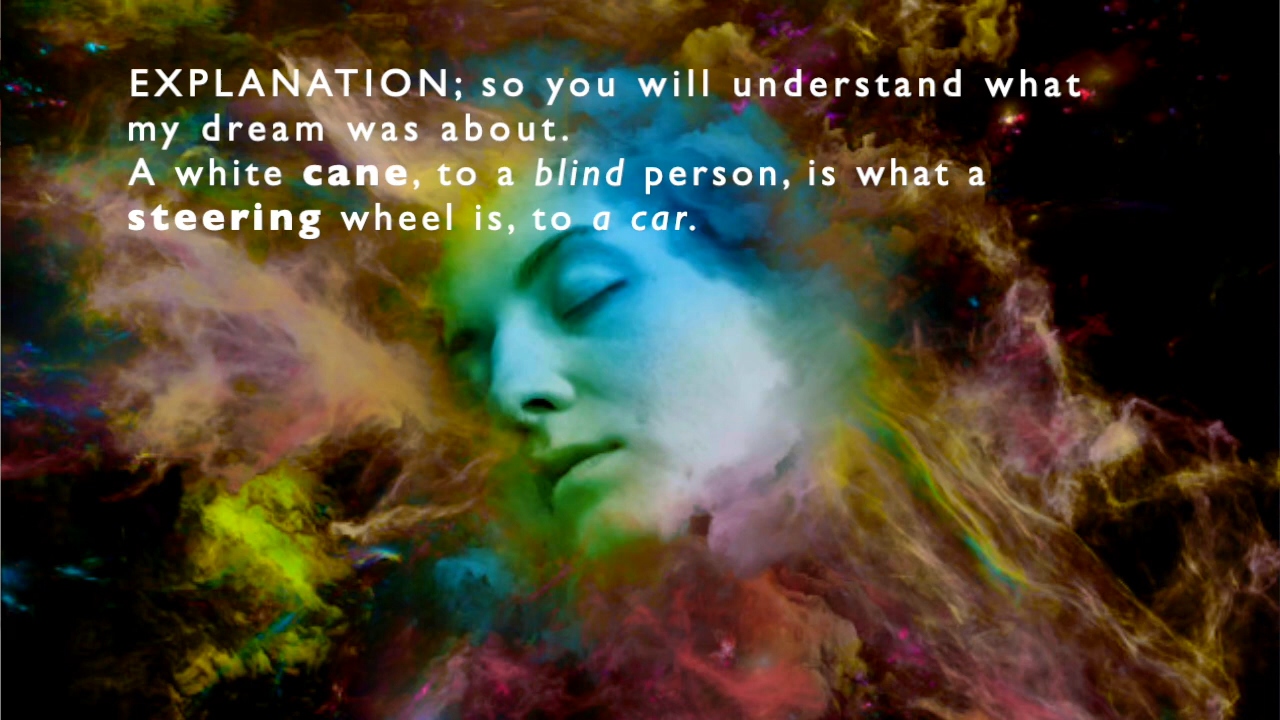 EXPLANATION; so you will understand what
my dream was about.
A white cane, to a blind person, is what a
steering wheel is, to a car.